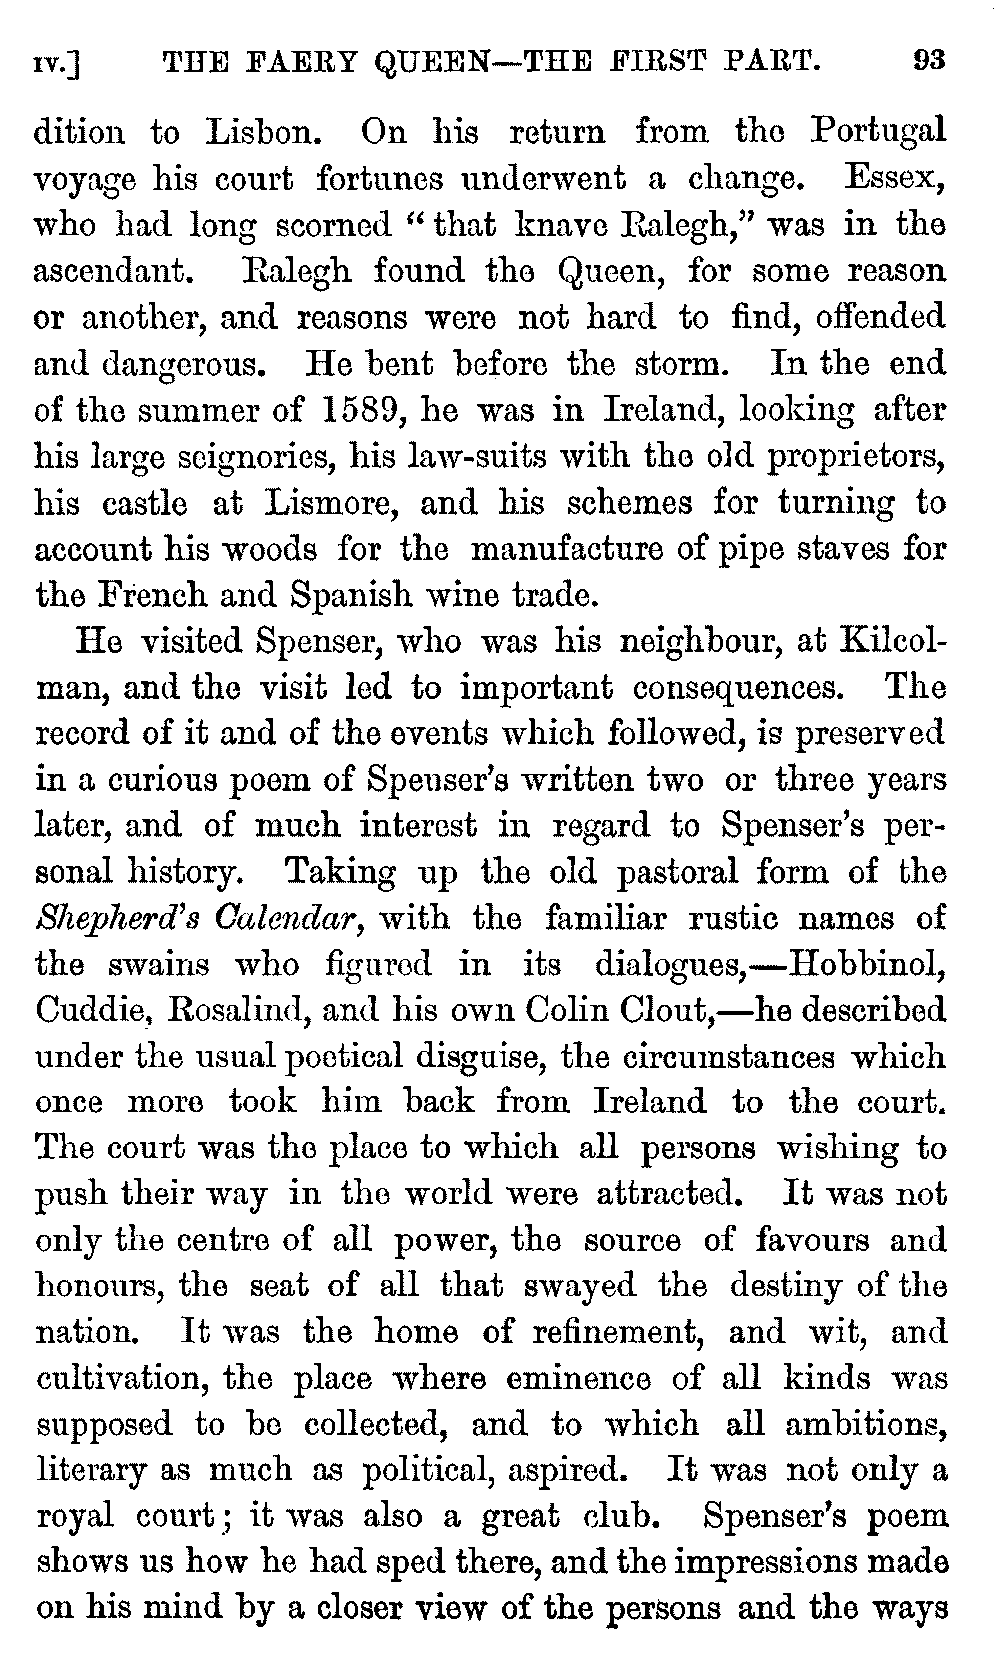 IV.] THE FAERY QUEEN—THE FIRST PART. 93
dition to Lisbon. On his return from the Portugal
voyage his court fortunes underwent a change. Essex,
who had long scorned “that knave Ralegh,” was in the
ascendant. Ralegh found the Queen, for some reason
or another, and reasons were not hard to find, offended
and dangerous. He bent before the storm. In the end
of the summer of 1589, he was in Ireland, looking after
his large seignories, his law-suits with the old proprietors,
his castle at Lismore, and his schemes for turning to
account his woods for the manufacture of pipe staves for
the French and Spanish wine trade.
He visited Spenser, who was his neighbour, at Kilcol-
man, and the visit led to important consequences. The
record of it and of the events which followed, is preserved
in a curious poem of Spenser’s written two or three years
later, and of much interest in regard to Spenser’s per-
sonal history. Taking up the old pastoral form of the
Shepherd’s Calendar, with the familiar rustic names of
the swains who figured in its dialogues,—Hobbinol,
Cuddie, Rosalind, and his own Colin Clout,—he described
under the usual poetical disguise, the circumstances which
once more took him back from Ireland to the court.
The court was the place to which all persons wishing to
push their way in the world were attracted. It was not
only the centre of all power, the source of favours and
honours, the seat of all that swayed the destiny of the
nation. It was the home of refinement, and wit, and
cultivation, the place where eminence of all kinds was
supposed to be collected, and to which all ambitions,
literary as much as political, aspired. It was not only a
royal court; it was also a great club. Spenser’s poem
shows us how he had sped there, and the impressions made
on his mind by a closer view of the persons and the ways